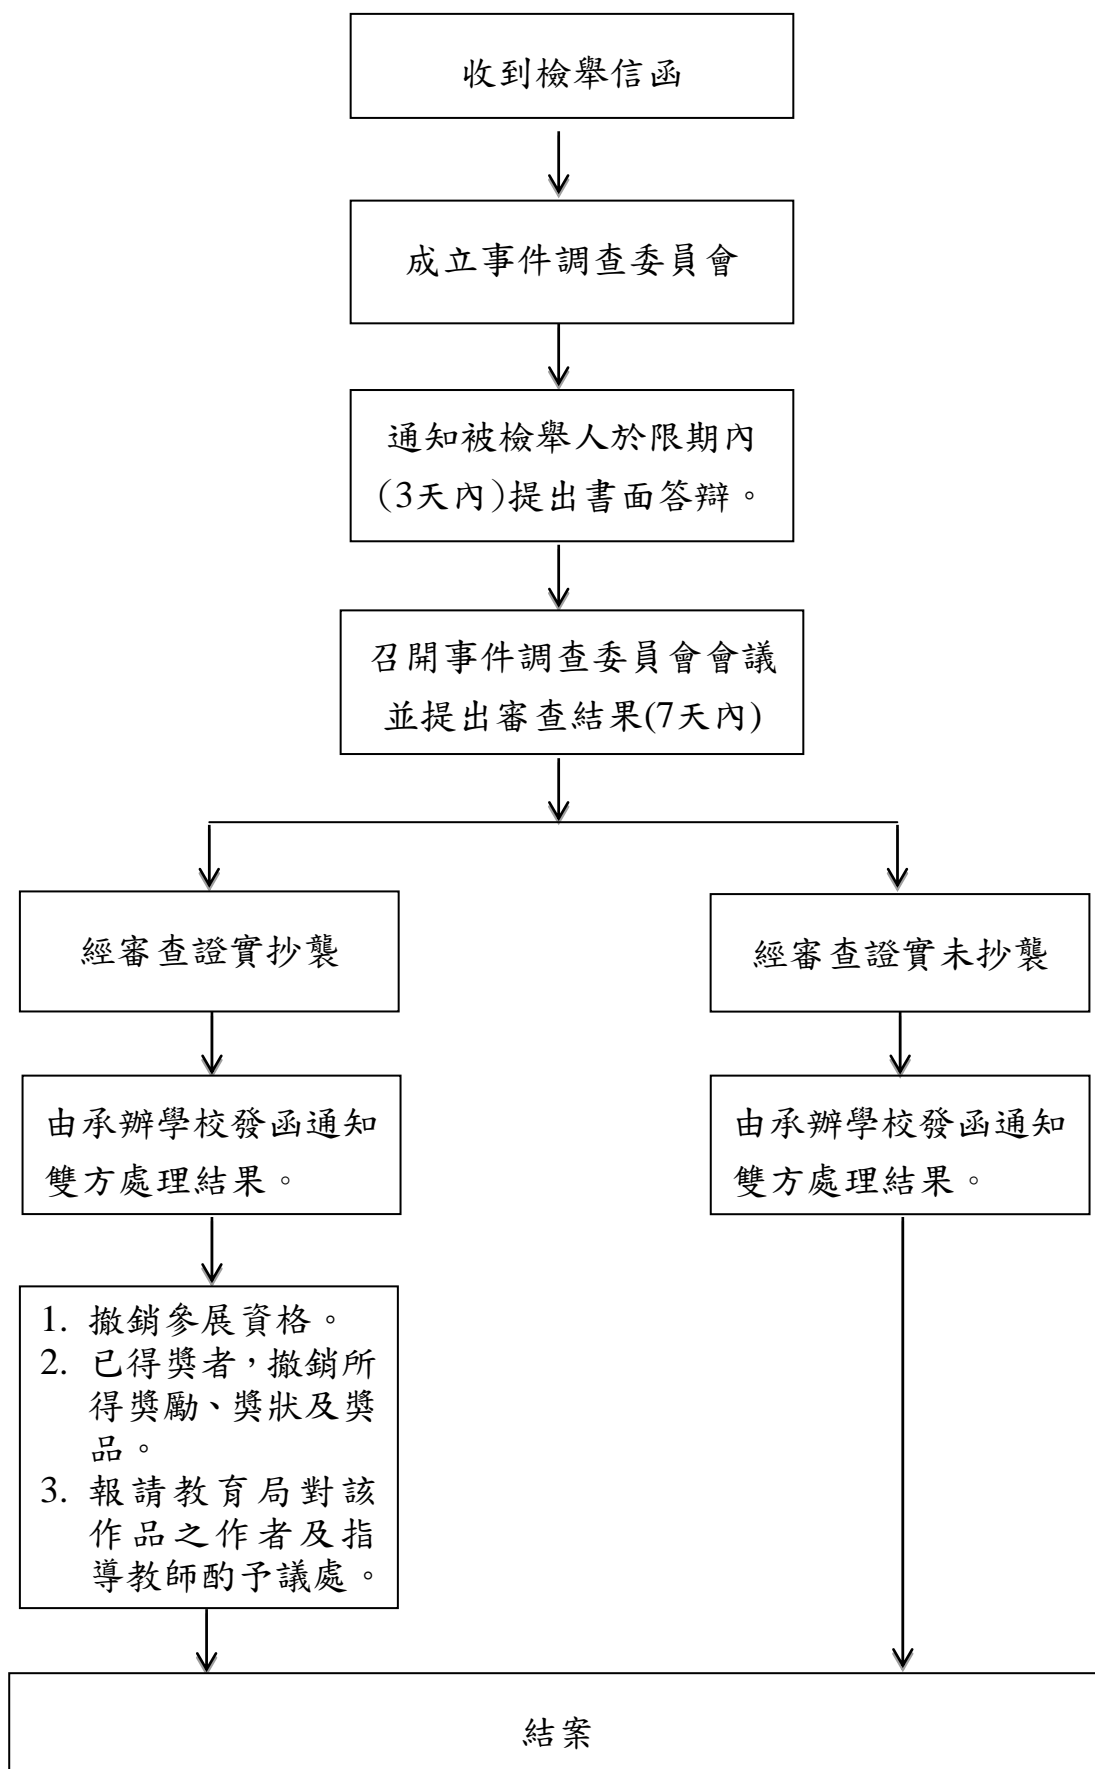 收到檢舉信函
成立事件調查委員會
通知被檢舉人於限期內
(3天內)提出書面答辯。
召開事件調查委員會會議
並提出審查結果(7天內)
經審查證實抄襲
經審查證實未抄襲
由承辦學校發函通知
雙方處理結果。
由承辦學校發函通知
雙方處理結果。
1. 撤銷參展資格。
2. 已得獎者,撤銷所
得獎勵、獎狀及獎
品。
3. 報請教育局對該
作品之作者及指
導教師酌予議處。
結案